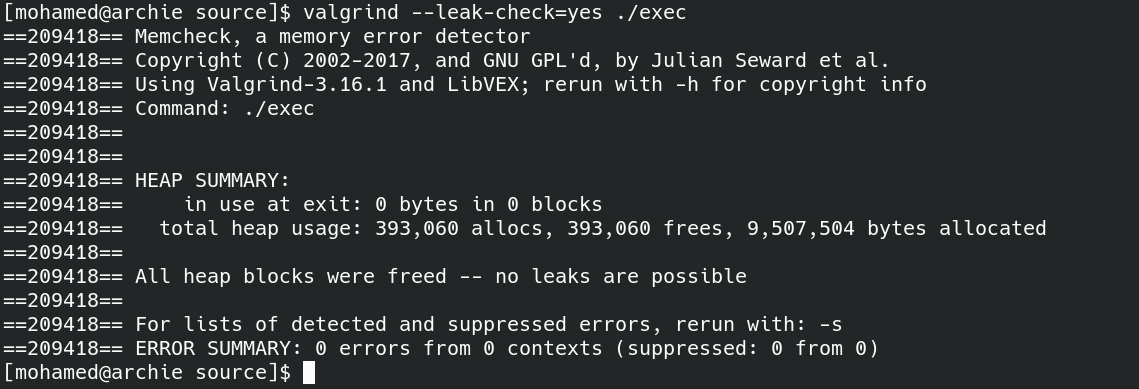 [mohamed@archie source]$ valgrind --leak-check=yes ./exec
==209418== Memcheck, a memory error detector
==209418== Copyright (C) 2002-2017, and GNU GPL'd, by Julian Seward et al.
==209418== Using Valgrind-3.16.1 and LibVEX; rerun with -h for copyright info
==209418== Command: ./exec
==209418==
==209418==
==209418== HEAP SUMMARY:
==209418==     in use at exit: 0 bytes in 0 blocks
==209418==   total heap usage: 393,060 allocs, 393,060 frees, 9,507,504 bytes allocated
==209418==
==209418== All heap blocks were freed -- no leaks are possible
==209418==
==209418== For lists of detected and suppressed errors, rerun with: -s
==209418== ERROR SUMMARY: 0 errors from 0 contexts (suppressed: 0 from 0)
[mohamed@archie source]$